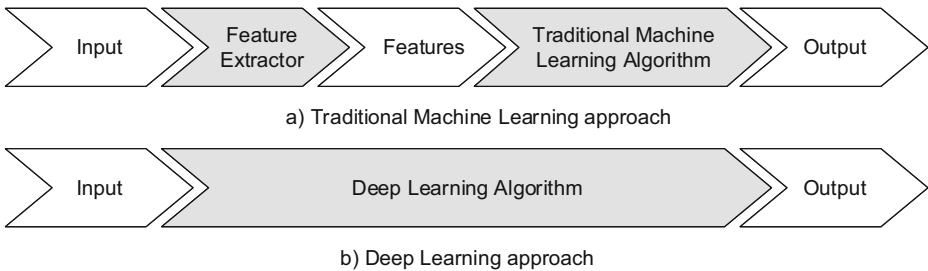 Input
Feature
Extractor
Features
Traditional Machine
Learning Algorithm
Output
a) Traditional Machine Learning approach
Input
Deep Learning Algorithm
Output
b) Deep Learning approach